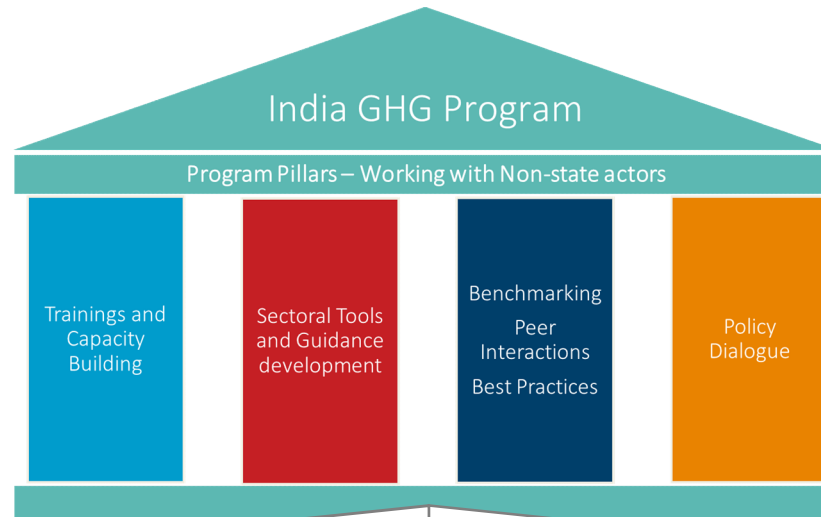 India GHG Program
Program Pillars – Working with Non-state actors
Trainings and
Capacity
Building
Sectoral Tools
and Guidance
development
Benchmarking
Peer
Interactions
Best Practices
Policy
Dialogue